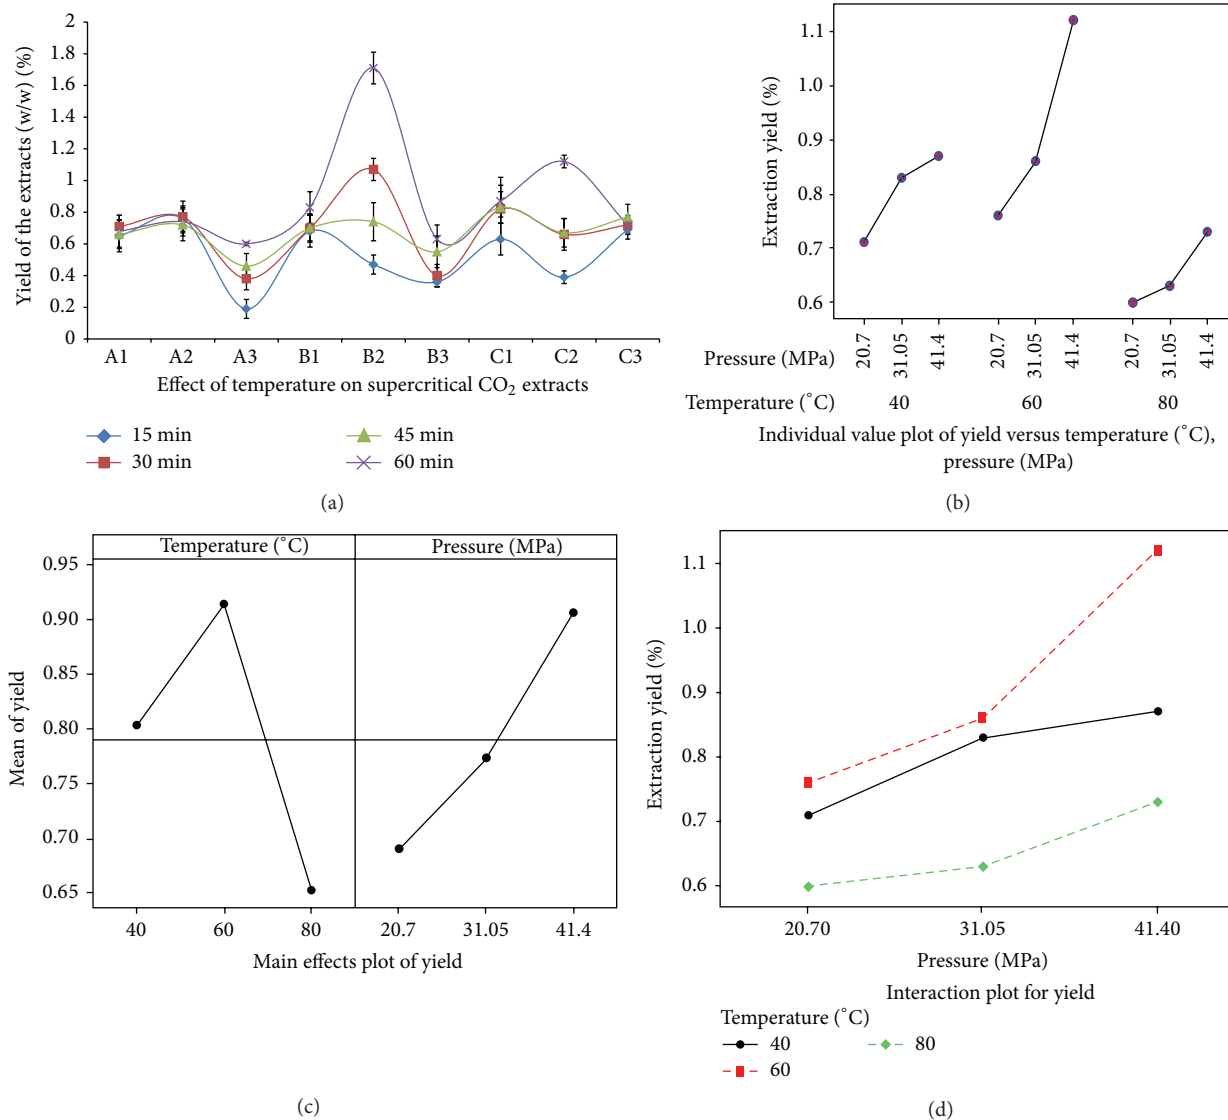 2
1.8
1.6
1.4
1.2
1
0.8
0.6
0.4
0.2
0
Yield of the extracts (w/w) (%)
A1 A2 A3 B1 B2 B3 C1 C2 C3
Effect of temperature on supercritical CO₂ extracts
15 min
45 min
30 min
60 min
(a)
1.1
1.1
0.9
0.8
0.7
0.6
Extraction yield (%)
Pressure (MPa)
20.7 31.05 41.4 20.7 31.05 41.4 20.7 31.05 41.4
Temperature (˚C) 40 60 80
Individual value plot of yield versus temperature (˚C),
pressure (MPa)
(b)
Temperature (˚C) Pressure (MPa)
0.95
0.90
0.85
0.80
0.75
0.70
0.65
Mean of yield
40 60 80 20.7 31.05 41.4
Main effects plot of yield
(c)
1.1
1.0
0.9
0.8
0.7
0.6
Extraction yield (%)
20.70 31.05 41.40
Pressure (MPa)
Interaction plot for yield
Temperature (˚C)
40
80
60
(d)